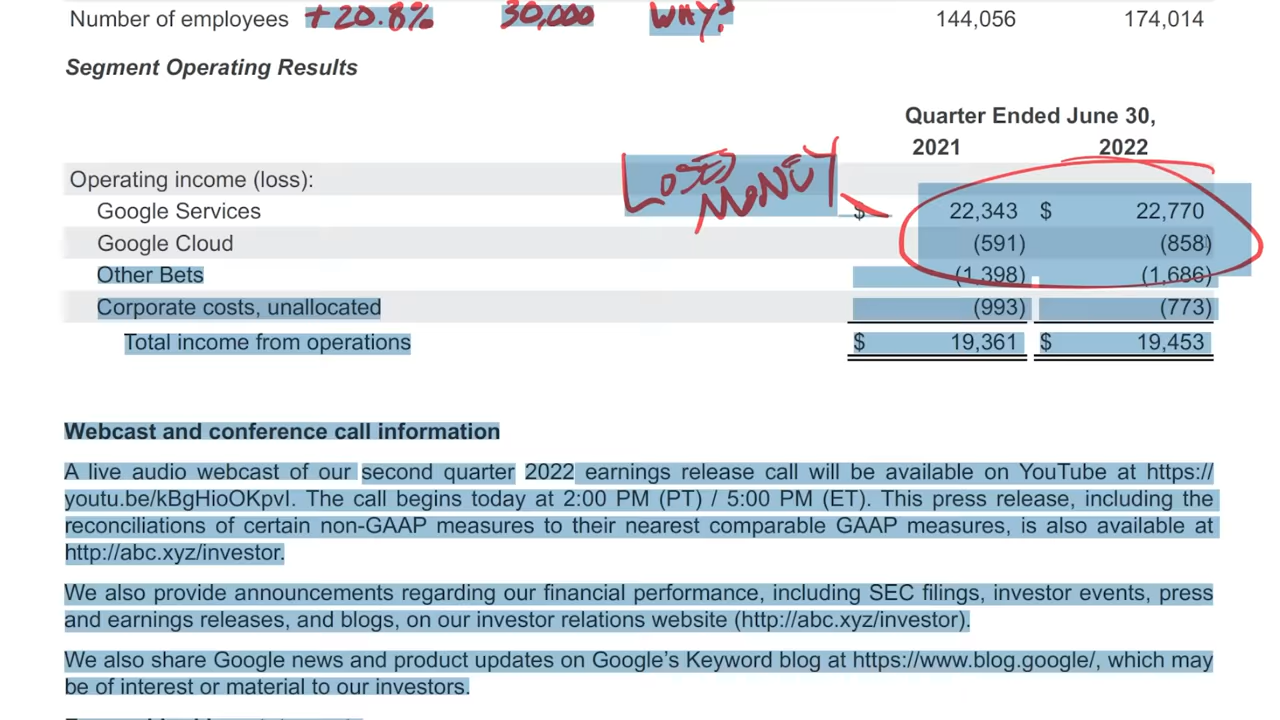 Number of employees +20.8% 30,000 WHY? 144,056 174,014
Segment Operating Results
Quarter Ended June 30,
2021 2022
LOSES MONEY
Operating income (loss):
Google Services $ 22,343 $ 22,770
Google Cloud (591) (858)
Other Bets (1,398) (1,686)
Corporate costs, unallocated (993) (773)
Total income from operations $ 19,361 $ 19,453
Webcast and conference call information
A live audio webcast of our second quarter 2022 earnings release call will be available on YouTube at https://
youtu.be/kBgHioOKpvI. The call begins today at 2:00 PM (PT) / 5:00 PM (ET). This press release, including the
reconciliations of certain non-GAAP measures to their nearest comparable GAAP measures, is also available at
http://abc.xyz/investor.
We also provide announcements regarding our financial performance, including SEC filings, investor events, press
and earnings releases, and blogs, on our investor relations website (http://abc.xyz/investor).
We also share Google news and product updates on Google's Keyword blog at https://www.blog.google/, which may
be of interest or material to our investors.